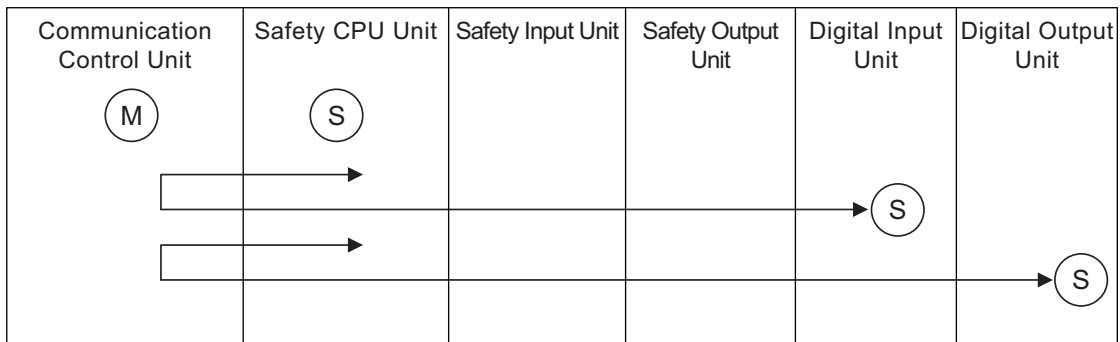 Communication
Control Unit
Safety CPU Unit
Safety Input Unit
Safety Output
Unit
Digital Input
Unit
Digital Output
Unit
M
S
S
S